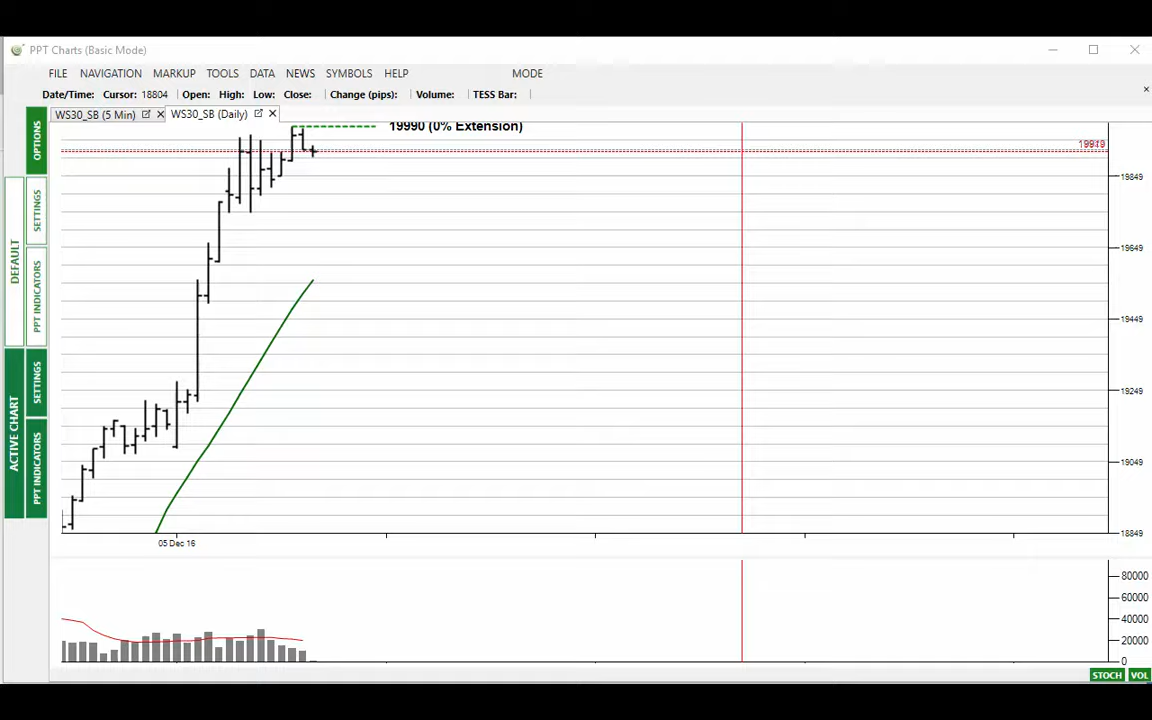 PPT Charts (Basic Mode)
FILE NAVIGATION MARKUP TOOLS DATA NEWS SYMBOLS HELP MODE
Date/Time: Cursor: 18804 Open: High: Low: Close: Change (pips): Volume: TESS Bar:
WS30_SB (5 Min) WS30_SB (Daily)
OPTIONS
SETTINGS
DEFAULT
PPT INDICATORS
SETTINGS
ACTIVE CHART
PPT INDICATORS
19990 (0% Extension)
19849
19649
19449
19249
19049
18849
05 Dec 16
80000
60000
40000
20000
0
STOCH VOL